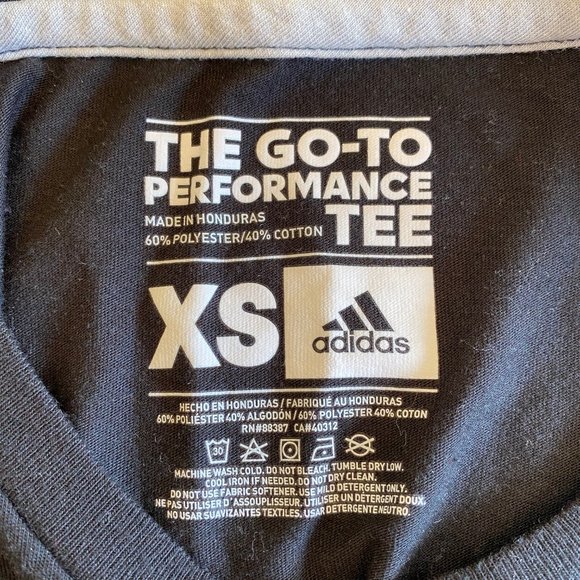 THE GO-TO
PERFORMANCE
MADE IN HONDURAS
60% POLYESTER/40% COTTON
TEE
XS
adidas
HECHO EN HONDURAS / FABRIQUÉ AU HONDURAS
60% POLIÉSTER 40% ALGODÓN / 60% POLYESTER 40% COTON
RN#88387 CA#40312
30
MACHINE WASH COLD. DO NOT BLEACH. TUMBLE DRY LOW.
COOL IRON IF NEEDED. DO NOT DRY CLEAN.
DO NOT USE FABRIC SOFTENER. USE MILD DETERGENT ONLY.
NE PAS UTILISER D'ASSOUPLISSEUR. UTILISER UN DÉTERGENT DOUX.
NO USAR SUAVIZANTES TEXTILES. USAR DETERGENTE NEUTRO.